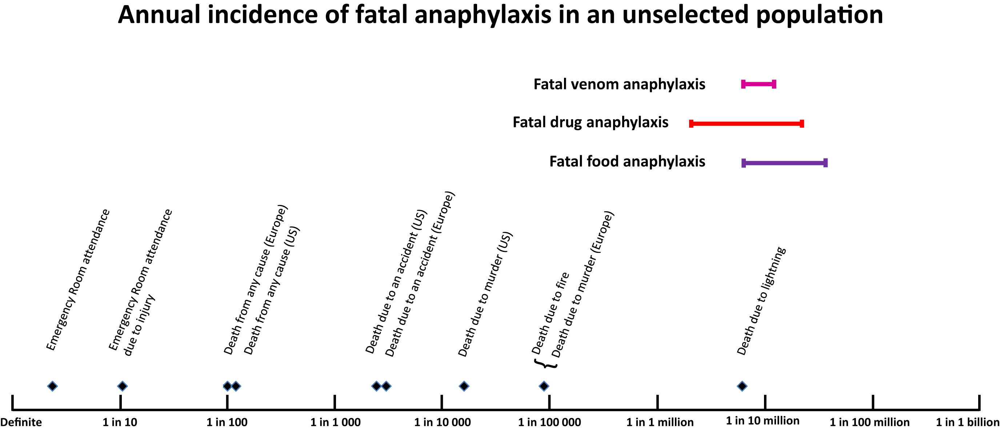 Annual incidence of fatal anaphylaxis in an unselected population
Fatal venom anaphylaxis
Fatal drug anaphylaxis
Fatal food anaphylaxis
Emergency Room attendance
Emergency Room attendance
due to injury
Death from any cause (Europe)
Death from any cause (US)
Death due to an accident (US)
Death due to an accident (Europe)
Death due to murder (US)
{ Death due to fire
Death due to murder (Europe)
Death due to lightning
Definite
1 in 10
1 in 100
1 in 1 000
1 in 10 000
1 in 100 000
1 in 1 million
1 in 10 million
1 in 100 million
1 in 1 billion